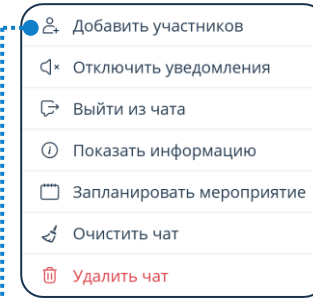 Добавить участников
Отключить уведомления
Выйти из чата
Показать информацию
Запланировать мероприятие
Очистить чат
Удалить чат